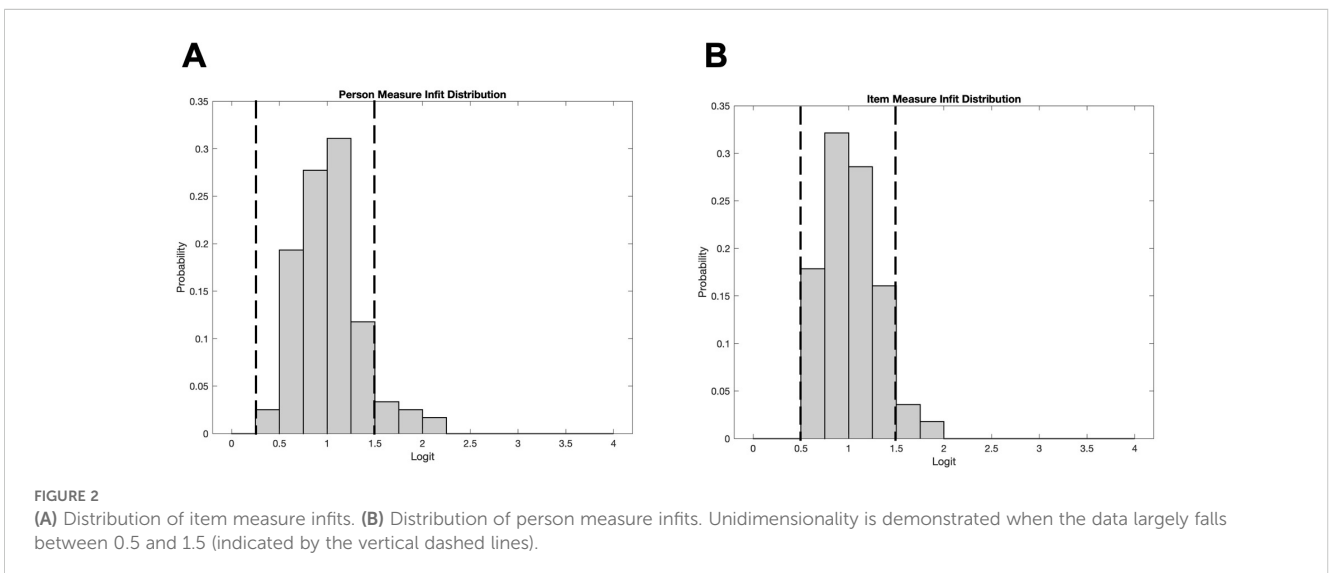 A
Person Measure Infit Distribution
0.35
0.3
0.25
0.2
0.15
0.1
0.05
0
Probability
0 0.5 1 1.5 2 2.5 3 3.5 4
Logit
B
Item Measure Infit Distribution
0.35
0.3
0.25
0.2
0.15
0.1
0.05
0
Probability
0 0.5 1 1.5 2 2.5 3 3.5 4
Logit
FIGURE 2
(A) Distribution of item measure infits. (B) Distribution of person measure infits. Unidimensionality is demonstrated when the data largely falls
between 0.5 and 1.5 (indicated by the vertical dashed lines).